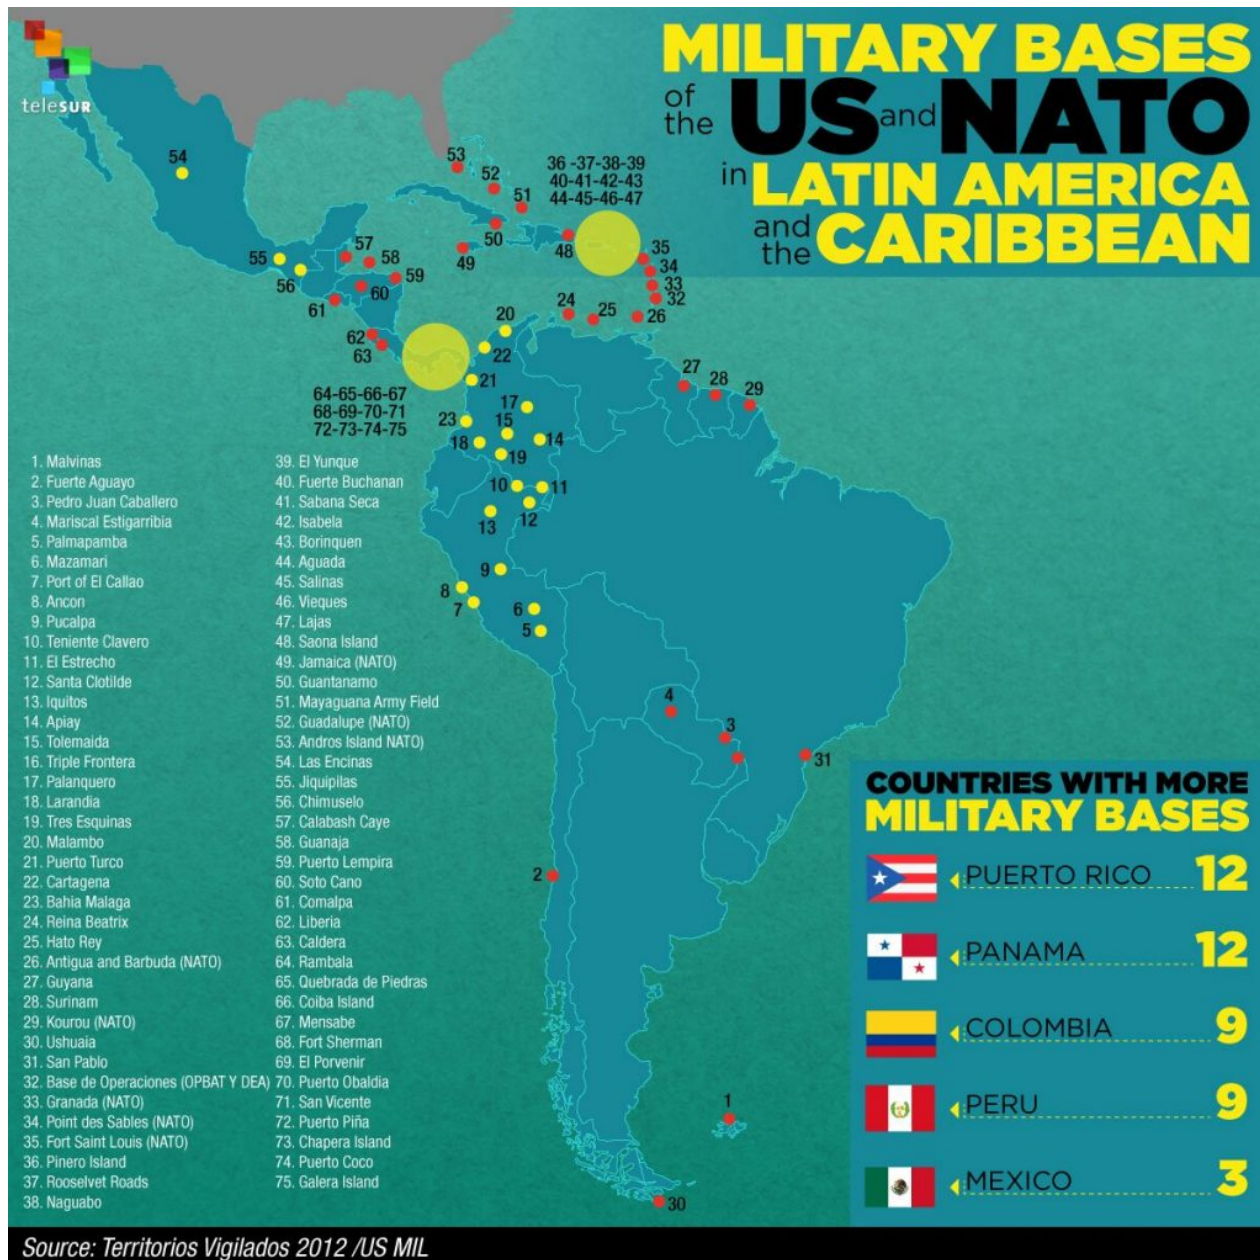 teleSUR
MILITARY BASES
of the US and NATO
in LATIN AMERICA
and the CARIBBEAN
54
53
52
51
36 -37-38-39
40-41-42-43
44-45-46-47
50
49
48
35
34
33
32
55
56
57
58
59
60
61
62
63
20
22
21
24
25
26
27
28
29
64-65-66-67
68-69-70-71
72-73-74-75
23
17
15
14
18
19
10
11
12
13
9
8
7
6
5
4
3
31
2
1
30
1. Malvinas
2. Fuerte Aguayo
3. Pedro Juan Caballero
4. Mariscal Estigarribia
5. Palmapamba
6. Mazamari
7. Port of El Callao
8. Ancon
9. Pucalpa
10. Teniente Clavero
11. El Estrecho
12. Santa Clotilde
13. Iquitos
14. Apiay
15. Tolemaida
16. Triple Frontera
17. Palanquero
18. Larandia
19. Tres Esquinas
20. Malambo
21. Puerto Turco
22. Cartagena
23. Bahia Malaga
24. Reina Beatrix
25. Hato Rey
26. Antigua and Barbuda (NATO)
27. Guyana
28. Surinam
29. Kourou (NATO)
30. Ushuaia
31. San Pablo
32. Base de Operaciones (OPBAT Y DEA)
33. Granada (NATO)
34. Point des Sables (NATO)
35. Fort Saint Louis (NATO)
36. Pinero Island
37. Rooselvet Roads
38. Naguabo
39. El Yunque
40. Fuerte Buchanan
41. Sabana Seca
42. Isabela
43. Borinquen
44. Aguada
45. Salinas
46. Vieques
47. Lajas
48. Saona Island
49. Jamaica (NATO)
50. Guantanamo
51. Mayaguana Army Field
52. Guadalupe (NATO)
53. Andros Island NATO)
54. Las Encinas
55. Jiquipilas
56. Chimuselo
57. Calabash Caye
58. Guanaja
59. Puerto Lempira
60. Soto Cano
61. Comalpa
62. Liberia
63. Caldera
64. Rambala
65. Quebrada de Piedras
66. Coiba Island
67. Mensabe
68. Fort Sherman
69. El Porvenir
70. Puerto Obaldia
71. San Vicente
72. Puerto Piña
73. Chapera Island
74. Puerto Coco
75. Galera Island
COUNTRIES WITH MORE
MILITARY BASES
PUERTO RICO 12
PANAMA 12
COLOMBIA 9
PERU 9
MEXICO 3
Source: Territorios Vigilados 2012 /US MIL